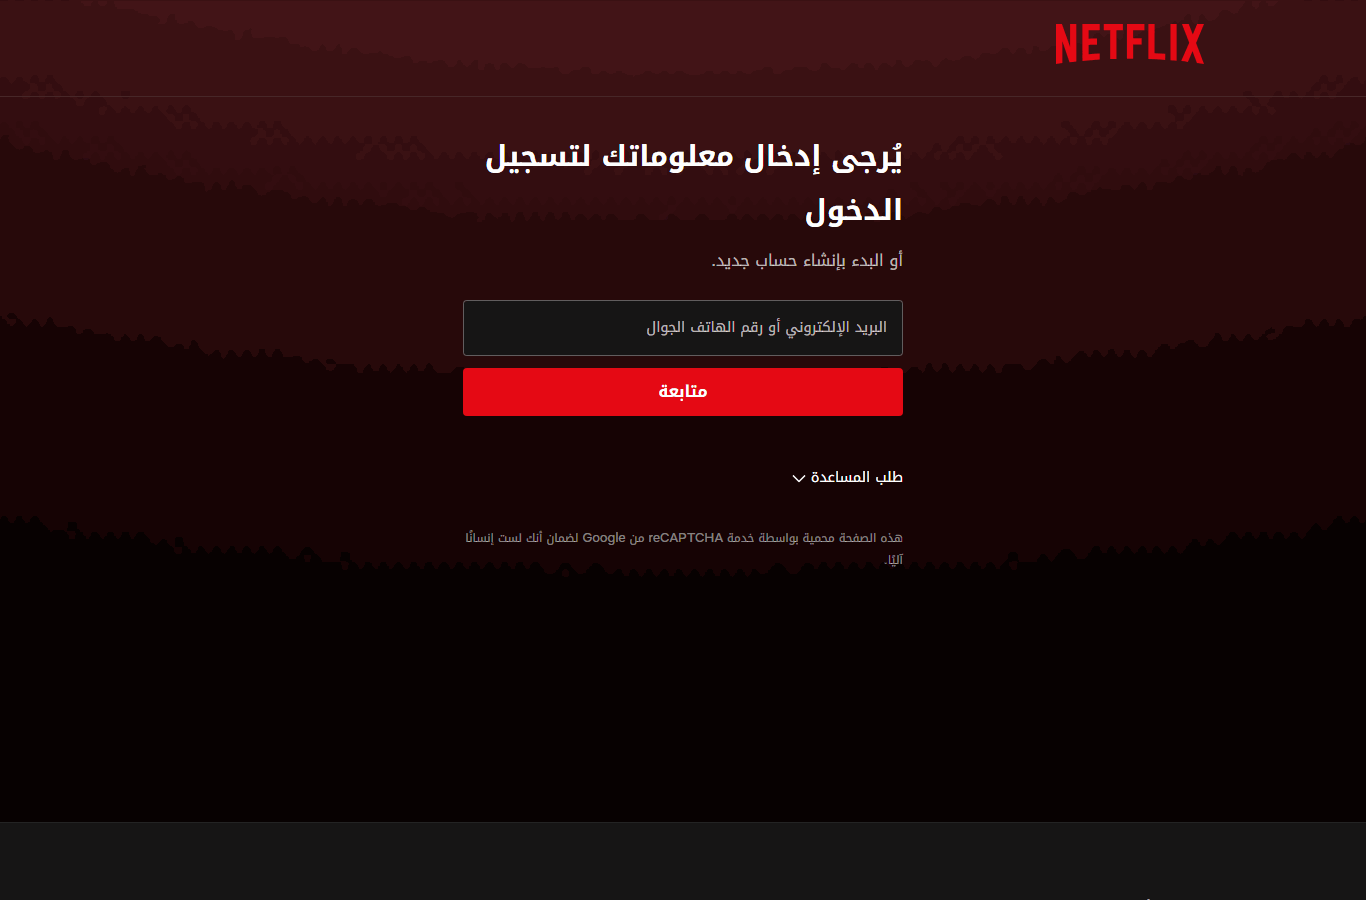 NETFLIX
يُرجى إدخال معلوماتك لتسجيل
الدخول
أو البدء بإنشاء حساب جديد.
البريد الإلكتروني أو رقم الهاتف الجوال
متابعة
طلب المساعدة
هذه الصفحة محمية بواسطة خدمة reCAPTCHA من Google لضمان أنك لست إنسانًا
آليًا.